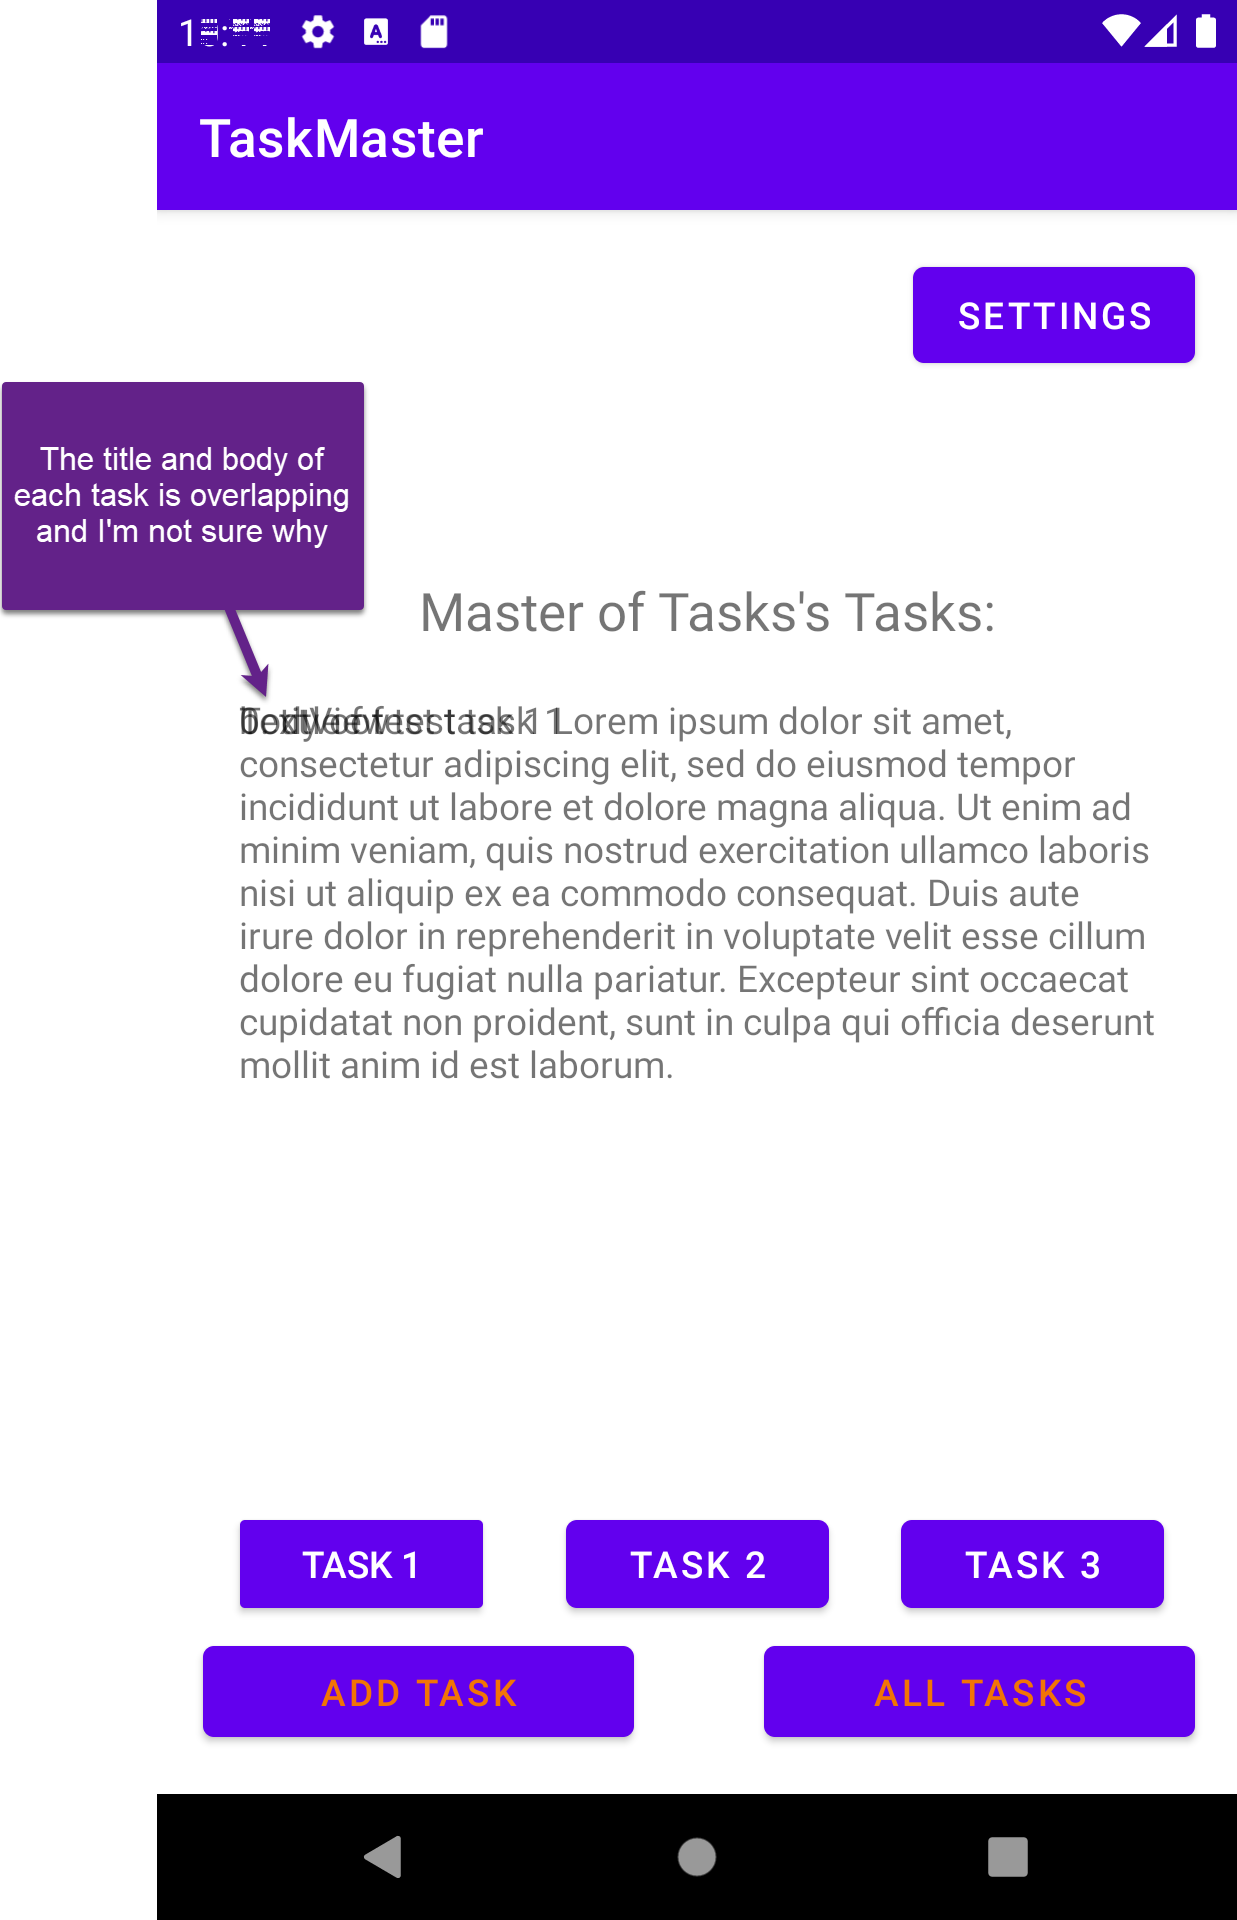 TaskMaster
SETTINGS
The title and body of
each task is overlapping
and I'm not sure why
Master of Tasks's Tasks:
Lorem ipsum dolor sit amet,
consectetur adipiscing elit, sed do eiusmod tempor
incididunt ut labore et dolore magna aliqua. Ut enim ad
minim veniam, quis nostrud exercitation ullamco laboris
nisi ut aliquip ex ea commodo consequat. Duis aute
irure dolor in reprehenderit in voluptate velit esse cillum
dolore eu fugiat nulla pariatur. Excepteur sint occaecat
cupidatat non proident, sunt in culpa qui officia deserunt
mollit anim id est laborum.
TASK 1
TASK 2
TASK 3
ADD TASK
ALL TASKS